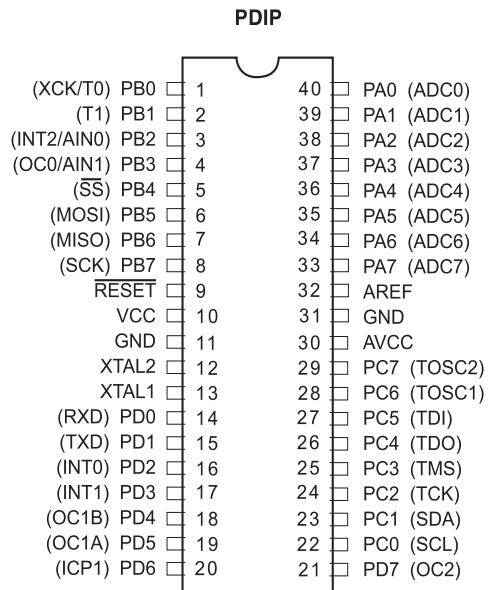 PDIP
(XCK/T0) PB0 1 40 PA0 (ADC0)
(T1) PB1 2 39 PA1 (ADC1)
(INT2/AIN0) PB2 3 38 PA2 (ADC2)
(OC0/AIN1) PB3 4 37 PA3 (ADC3)
(SS) PB4 5 36 PA4 (ADC4)
(MOSI) PB5 6 35 PA5 (ADC5)
(MISO) PB6 7 34 PA6 (ADC6)
(SCK) PB7 8 33 PA7 (ADC7)
RESET 9 32 AREF
VCC 10 31 GND
GND 11 30 AVCC
XTAL2 12 29 PC7 (TOSC2)
XTAL1 13 28 PC6 (TOSC1)
(RXD) PD0 14 27 PC5 (TDI)
(TXD) PD1 15 26 PC4 (TDO)
(INT0) PD2 16 25 PC3 (TMS)
(INT1) PD3 17 24 PC2 (TCK)
(OC1B) PD4 18 23 PC1 (SDA)
(OC1A) PD5 19 22 PC0 (SCL)
(ICP1) PD6 20 21 PD7 (OC2)